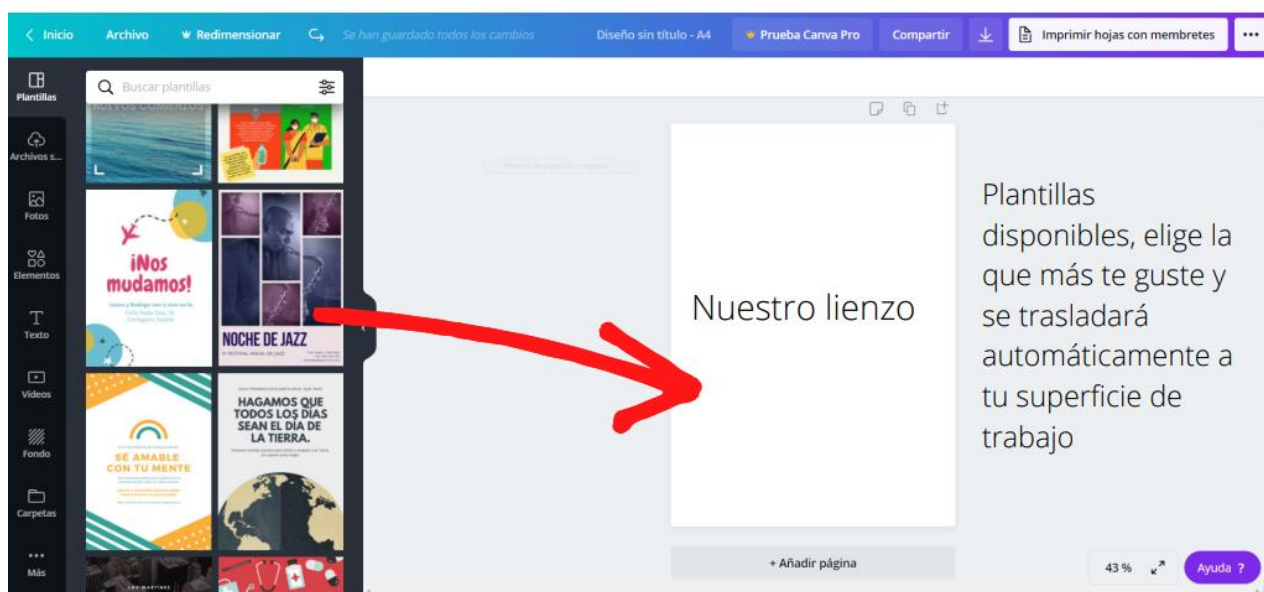 Inicio
Archivo
Redimensionar
Se han guardado todos los cambios
Diseño sin título - A4
Prueba Canva Pro
Compartir
Imprimir hojas con membretes
Plantillas
Archivos s...
Fotos
Elementos
Texto
Vídeos
Fondo
Carpetas
Más
Buscar plantillas
NUEVOS COMIENZOS
¡Nos
mudamos!
NOCHE DE JAZZ
SÉ AMABLE
CON TU MENTE
HAGAMOS QUE
TODOS LOS DÍAS
SEAN EL DÍA DE
LA TIERRA.
Nuestro lienzo
+ Añadir página
Plantillas
disponibles, elige la
que más te guste y
se trasladará
automáticamente a
tu superficie de
trabajo
43 %
Ayuda ?